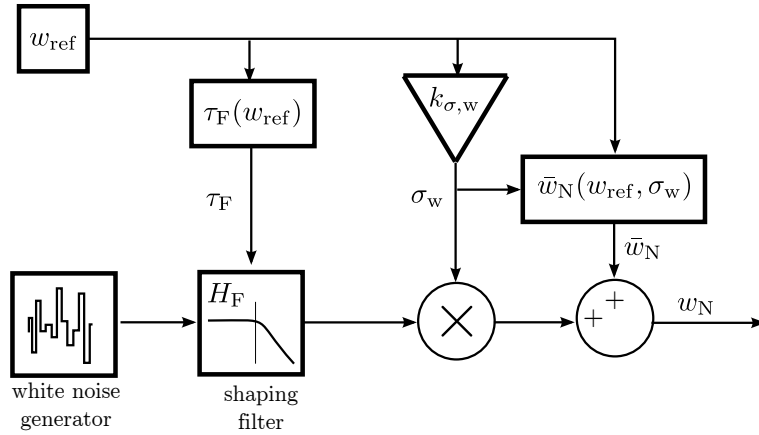 w_ref
τ_F(w_ref)
k_σ,w
τ_F
σ_w
w̄_N(w_ref, σ_w)
w̄_N
H_F
×
+
+
w_N
white noise
generator
shaping
filter